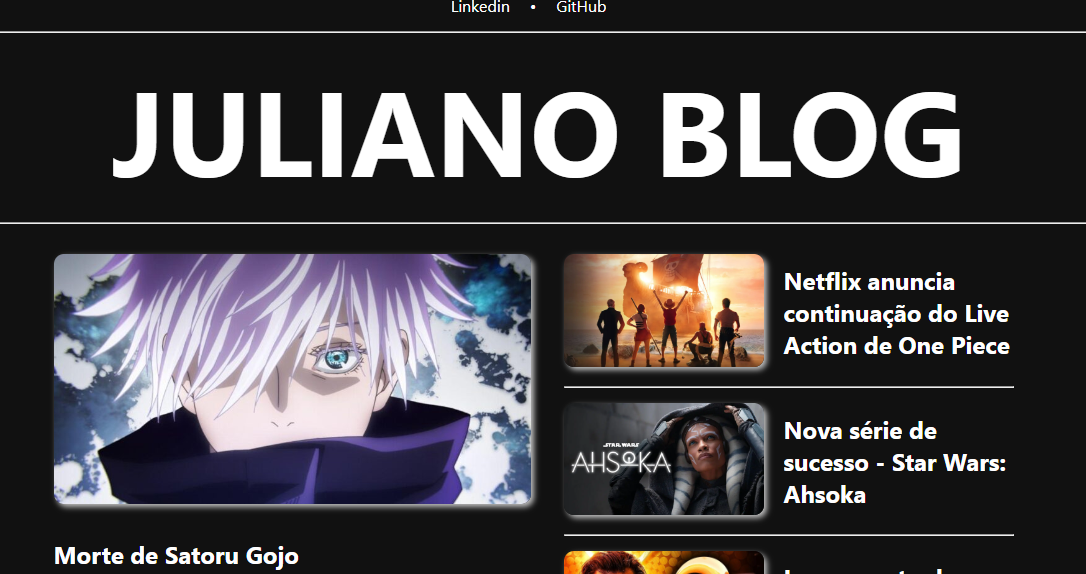 Linkedin • GitHub
JULIANO BLOG
Morte de Satoru Gojo
Netflix anuncia
continuação do Live
Action de One Piece
STAR WARS
AHSOKA
Nova série de
sucesso - Star Wars:
Ahsoka